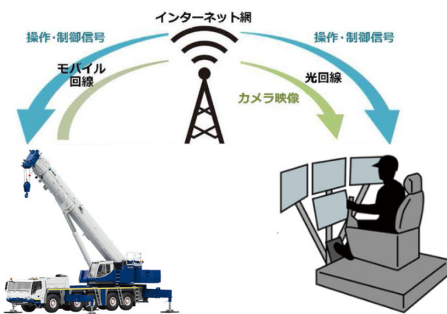 インターネット網
操作・制御信号
操作・制御信号
モバイル
回線
光回線
カメラ映像